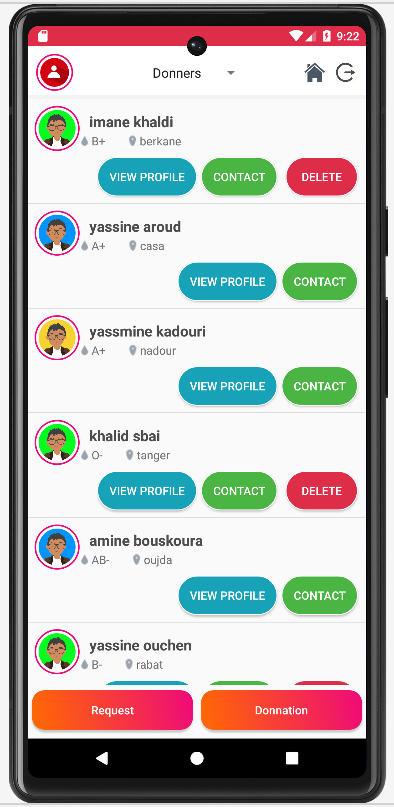 9:22
Donners
imane khaldi
B+ berkane
VIEW PROFILE CONTACT DELETE
yassine aroud
A+ casa
VIEW PROFILE CONTACT
yassmine kadouri
A+ nadour
VIEW PROFILE CONTACT
khalid sbai
O- tanger
VIEW PROFILE CONTACT DELETE
amine bouskoura
AB- oujda
VIEW PROFILE CONTACT
yassine ouchen
B- rabat
Request Donnation